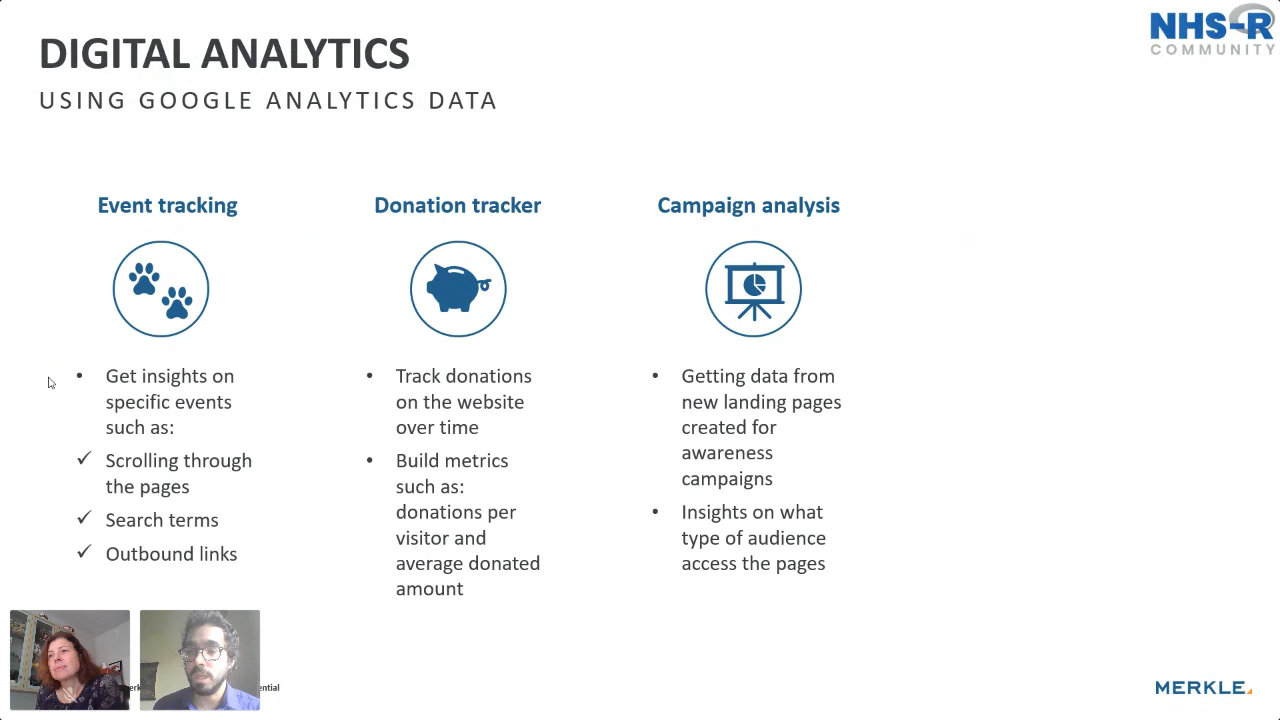 DIGITAL ANALYTICS
USING GOOGLE ANALYTICS DATA
NHS-R
COMMUNITY
Event tracking
• Get insights on
specific events
such as:
✓ Scrolling through
the pages
✓ Search terms
✓ Outbound links
Donation tracker
• Track donations
on the website
over time
• Build metrics
such as:
donations per
visitor and
average donated
amount
Campaign analysis
• Getting data from
new landing pages
created for
awareness
campaigns
• Insights on what
type of audience
access the pages
MERKLE